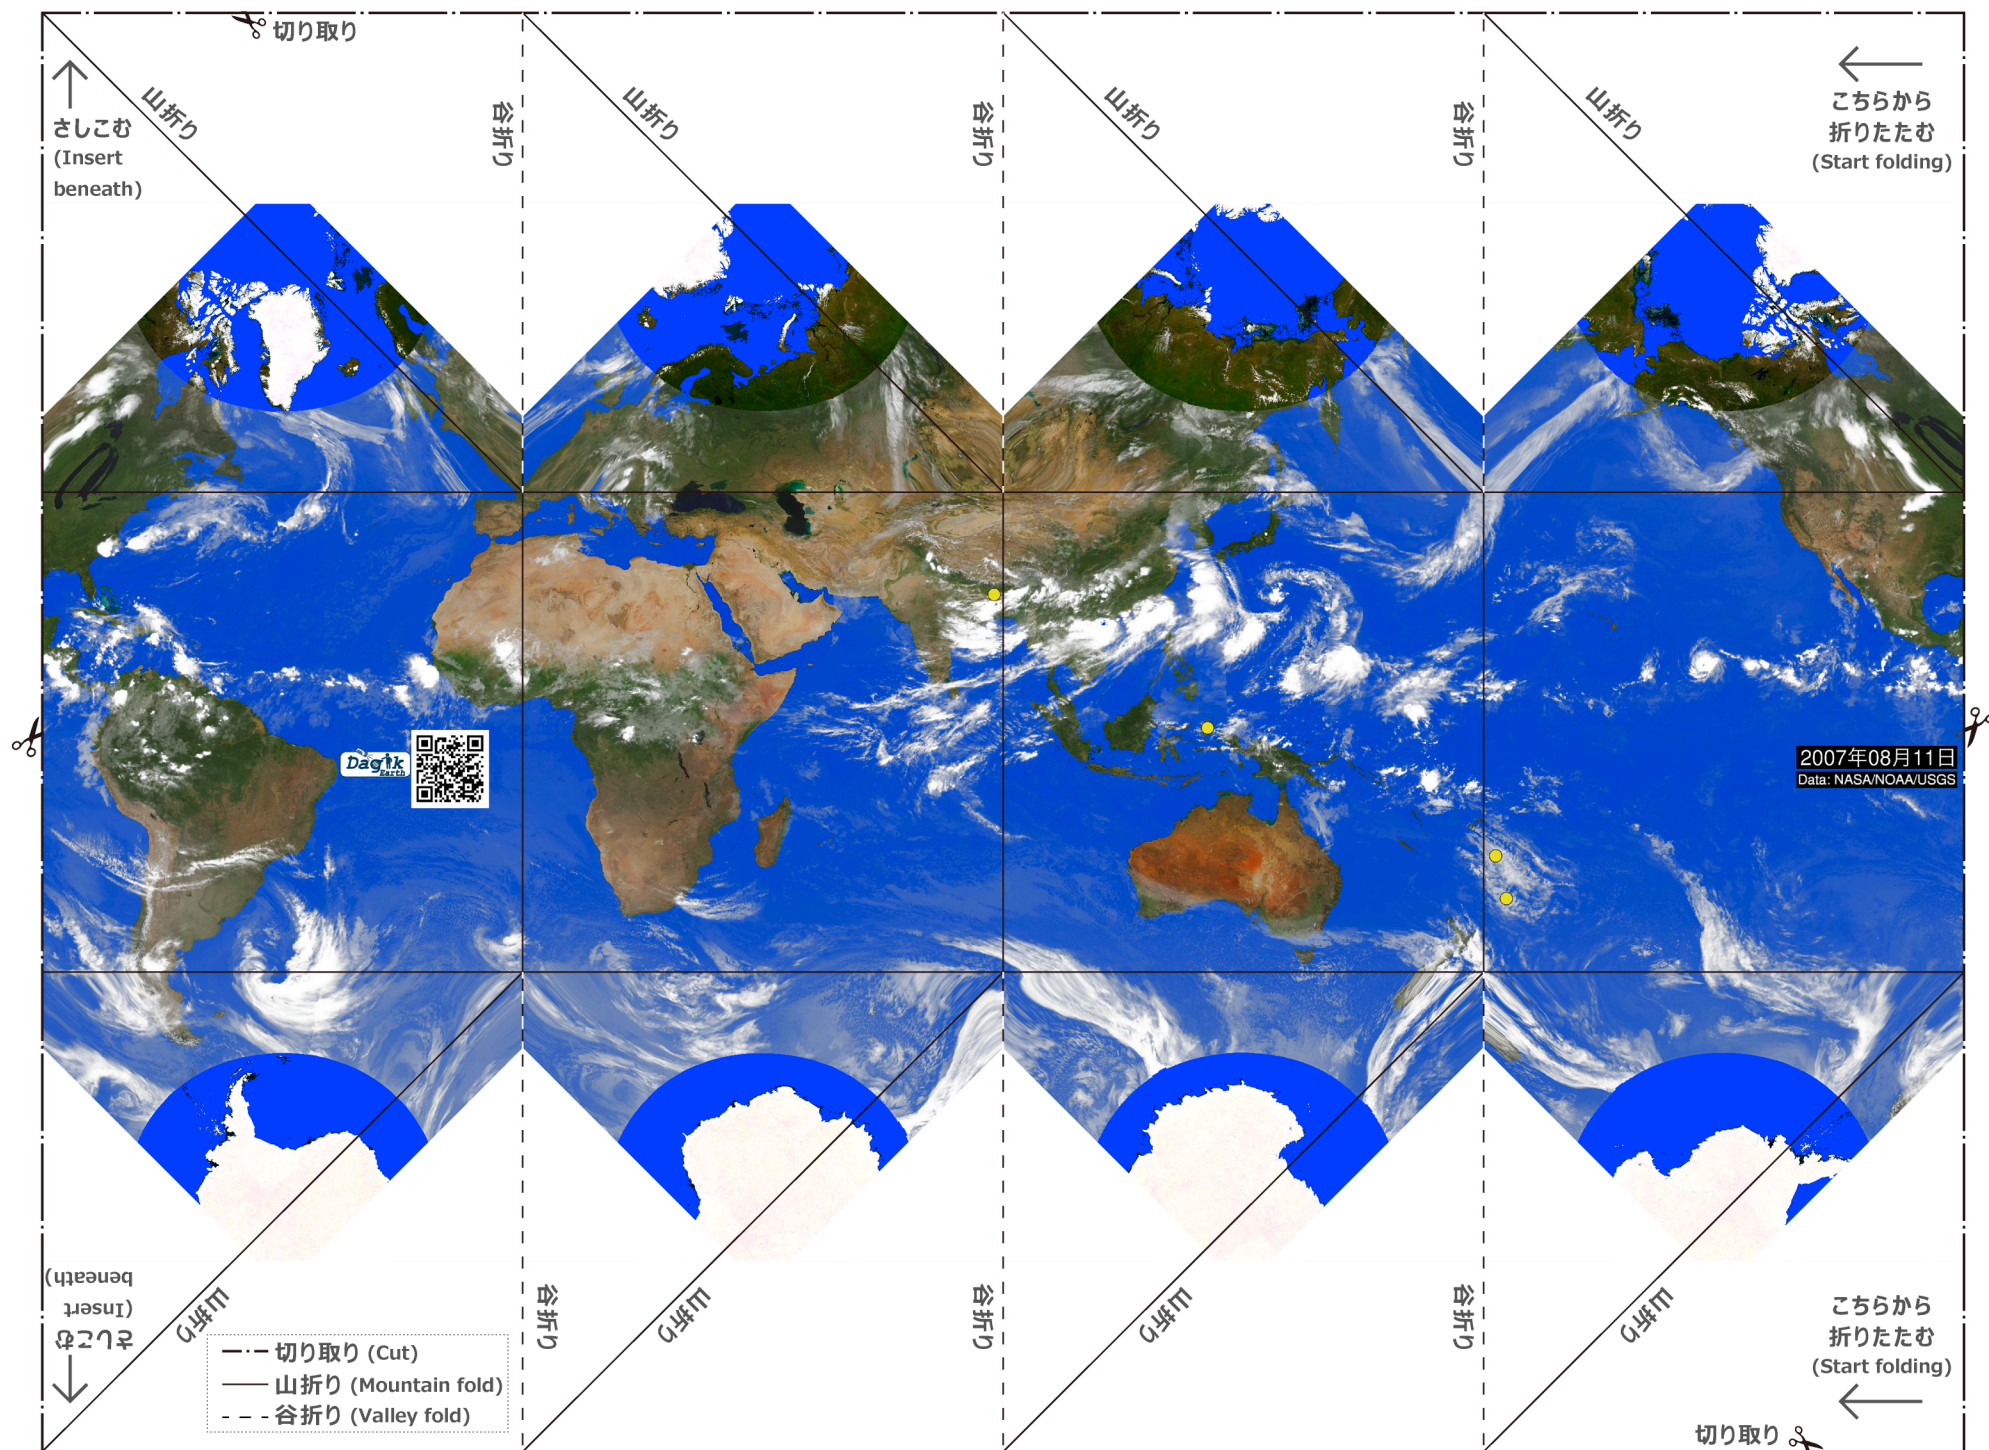 切り取り
さしこむ
(Insert
beneath)
山折り
谷折り
山折り
谷折り
山折り
谷折り
山折り
こちらから
折りたたむ
(Start folding)
Dagik
Earth
2007年08月11日
Data: NASA/NOAA/USGS
さしこむ
(Insert
beneath)
山折り
谷折り
山折り
谷折り
山折り
谷折り
山折り
こちらから
折りたたむ
(Start folding)
切り取り (Cut)
山折り (Mountain fold)
谷折り (Valley fold)
切り取り